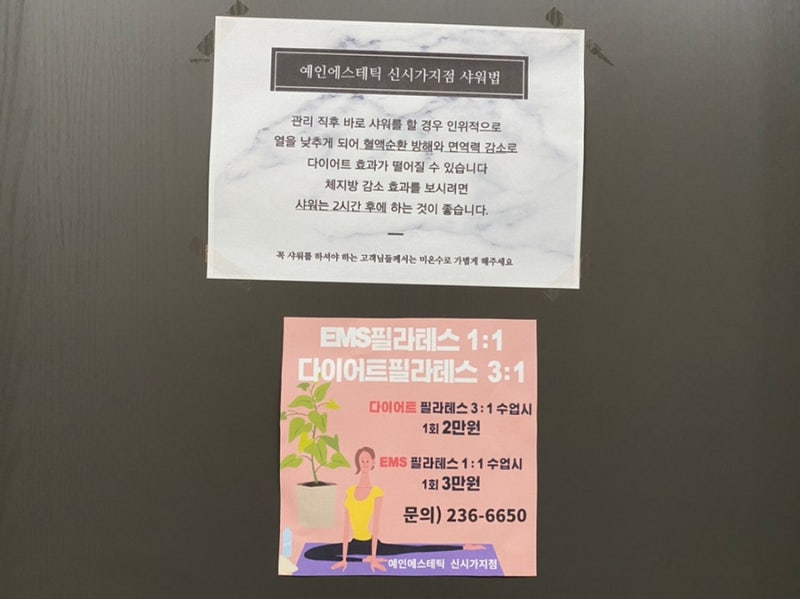 예인에스테틱 신시가지점 샤워법
관리 직후 바로 샤워를 할 경우 인위적으로
열을 낮추게 되어 혈액순환 방해와 면역력 감소로
다이어트 효과가 떨어질 수 있습니다
체지방 감소 효과를 보시려면
샤워는 2시간 후에 하는 것이 좋습니다.
꼭 샤워를 하셔야 하는 고객님들께서는 미온수로 가볍게 해주세요
EMS필라테스 1:1
다이어트필라테스 3:1
다이어트 필라테스 3:1 수업시
1회 2만원
EMS 필라테스 1:1 수업시
1회 3만원
문의) 236-6650
예인에스테틱 신시가지점